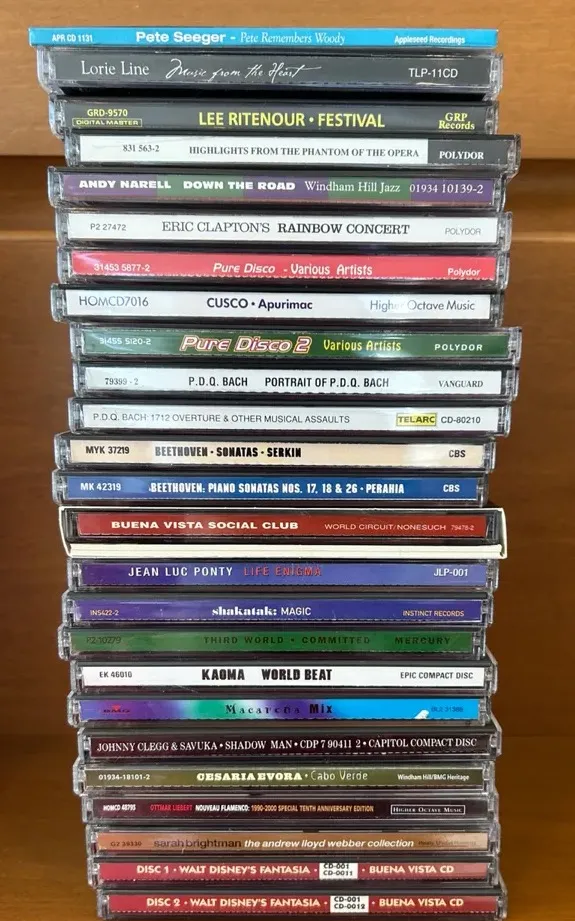 APR CD 1131 Pete Seeger - Pete Remembers Woody Appleseed Recordings
Lorie Line Music from the Heart TLP-11CD
GRD-9570 DIGITAL MASTER LEE RITENOUR • FESTIVAL GRP Records
831 563-2 HIGHLIGHTS FROM THE PHANTOM OF THE OPERA POLYDOR
ANDY NARELL DOWN THE ROAD Windham Hill Jazz 01934 10139-2
P2 27472 ERIC CLAPTON'S RAINBOW CONCERT POLYDOR
31453 5877-2 Pure Disco - Various Artists Polydor
HOMCD7016 CUSCO • Apurimac Higher Octave Music
31455 5120-2 Pure Disco 2 Various Artists POLYDOR
79399-2 P.D.Q. BACH PORTRAIT OF P.D.Q. BACH VANGUARD
P.D.Q. BACH: 1712 OVERTURE & OTHER MUSICAL ASSAULTS TELARC CD-80210
MYK 37219 BEETHOVEN • SONATAS • SERKIN CBS
MK 42319 BEETHOVEN: PIANO SONATAS NOS. 17, 18 & 26 • PERAHIA CBS
BUENA VISTA SOCIAL CLUB WORLD CIRCUIT/NONESUCH 79478-2
JEAN LUC PONTY LIFE ENIGMA JLP-001
INS422-2 shakatak: MAGIC INSTINCT RECORDS
P2-10279 THIRD WORLD • COMMITTED MERCURY
EK 46010 KAOMA WORLD BEAT EPIC COMPACT DISC
Macarena Mix
JOHNNY CLEGG & SAVUKA • SHADOW MAN • CDP 7 90411 2 • CAPITOL COMPACT DISC
01934-18101-2 CESARIA EVORA • Cabo Verde Windham Hill/BMG Heritage
HOMCD 48793 OTTMAR LIEBERT NOUVEAU FLAMENCO: 1990-2000 SPECIAL TENTH ANNIVERSARY EDITION HIGHER OCTAVE MUSIC
sarah brightman the andrew lloyd webber collection
DISC 1 • WALT DISNEY'S FANTASIA • CD-001 CD-0011 • BUENA VISTA CD
DISC 2 • WALT DISNEY'S FANTASIA • CD-001 CD-0012 • BUENA VISTA CD